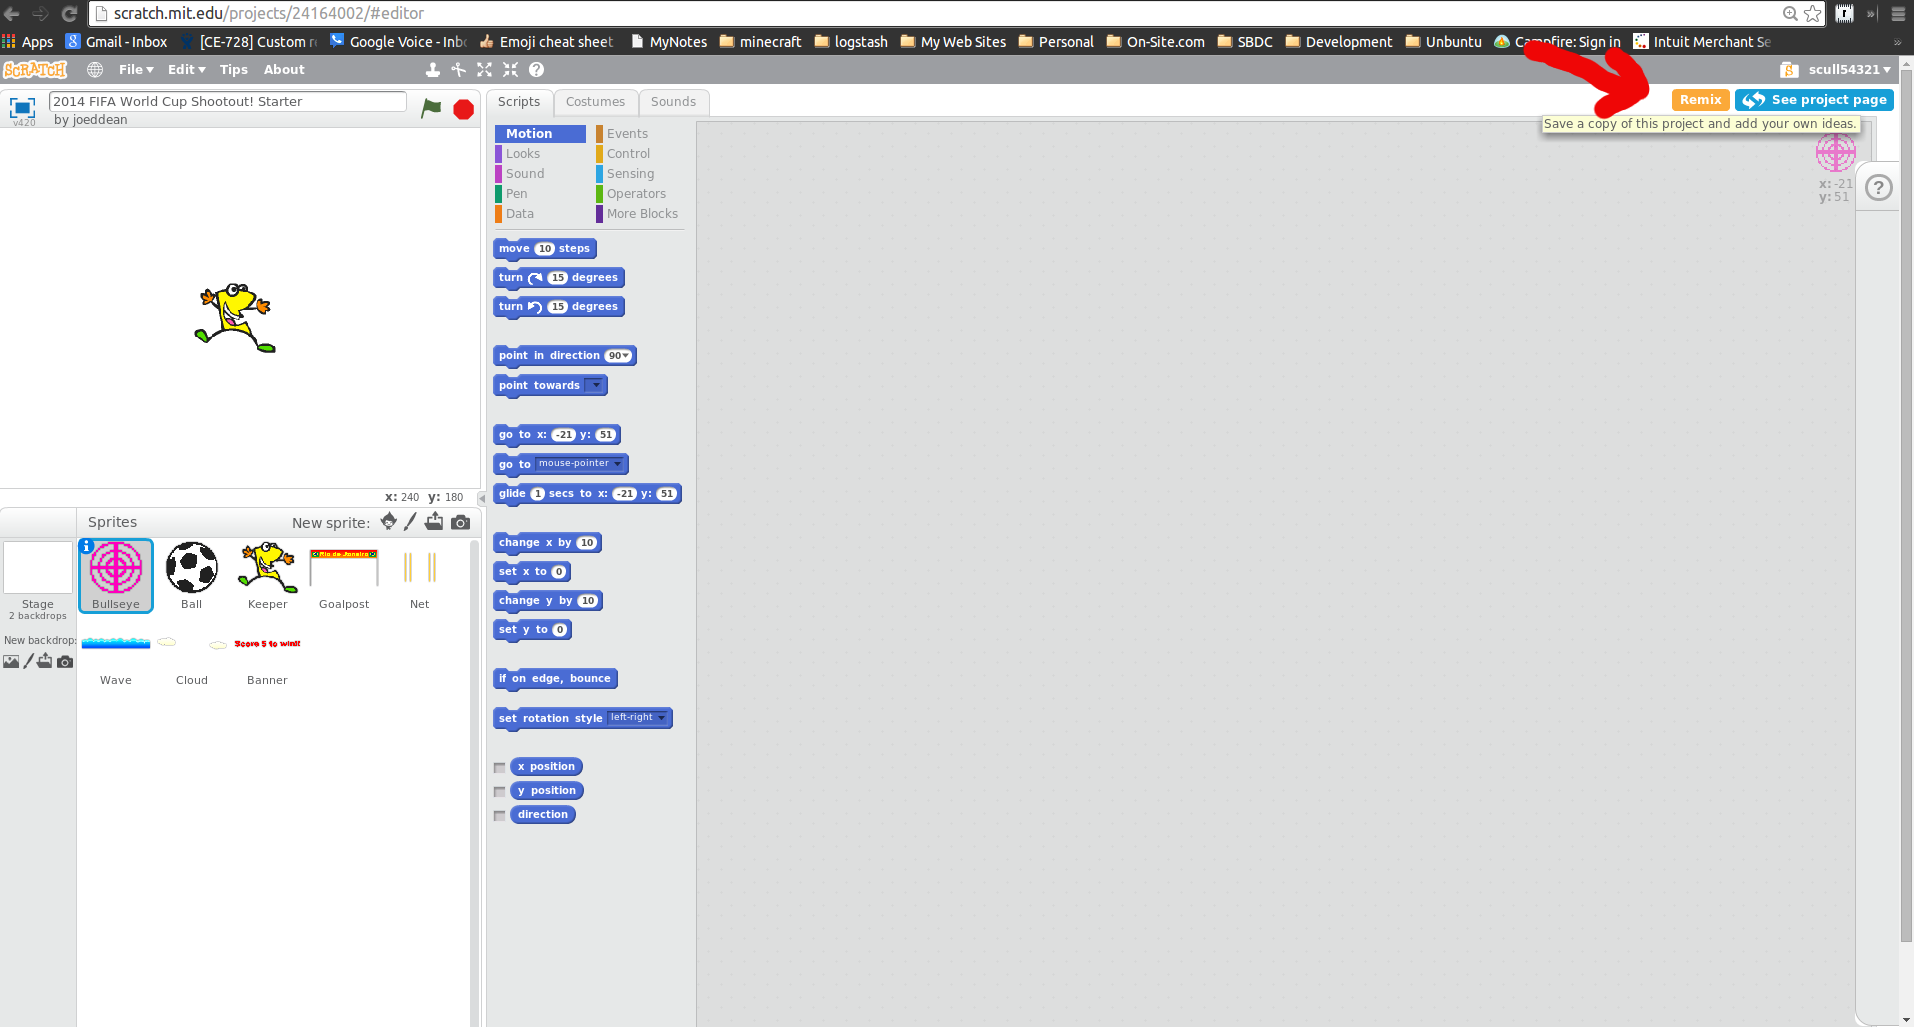 scratch.mit.edu/projects/24164002/#editor
Apps Gmail - Inbox [CE-728] Custom r Google Voice - Inb Emoji cheat sheet MyNotes minecraft logstash My Web Sites Personal On-Site.com SBDC Development Unbuntu Campfire: Sign in Intuit Merchant Se
SCRATCH File Edit Tips About scull54321
v420
2014 FIFA World Cup Shootout! Starter
by joeddean
Scripts Costumes Sounds
Remix See project page
Save a copy of this project and add your own ideas.
Motion Events
Looks Control
Sound Sensing
Pen Operators
Data More Blocks
x: -21
y: 51
?
move 10 steps
turn 15 degrees
turn 15 degrees
point in direction 90
point towards
go to x: -21 y: 51
go to mouse-pointer
glide 1 secs to x: -21 y: 51
change x by 10
set x to 0
change y by 10
set y to 0
if on edge, bounce
set rotation style left-right
x position
y position
direction
x: 240 y: 180
Sprites New sprite:
Stage
2 backdrops
New backdrop:
Rio de Janeiro
Bullseye Ball Keeper Goalpost Net
Score 5 to win!!
Wave Cloud Banner